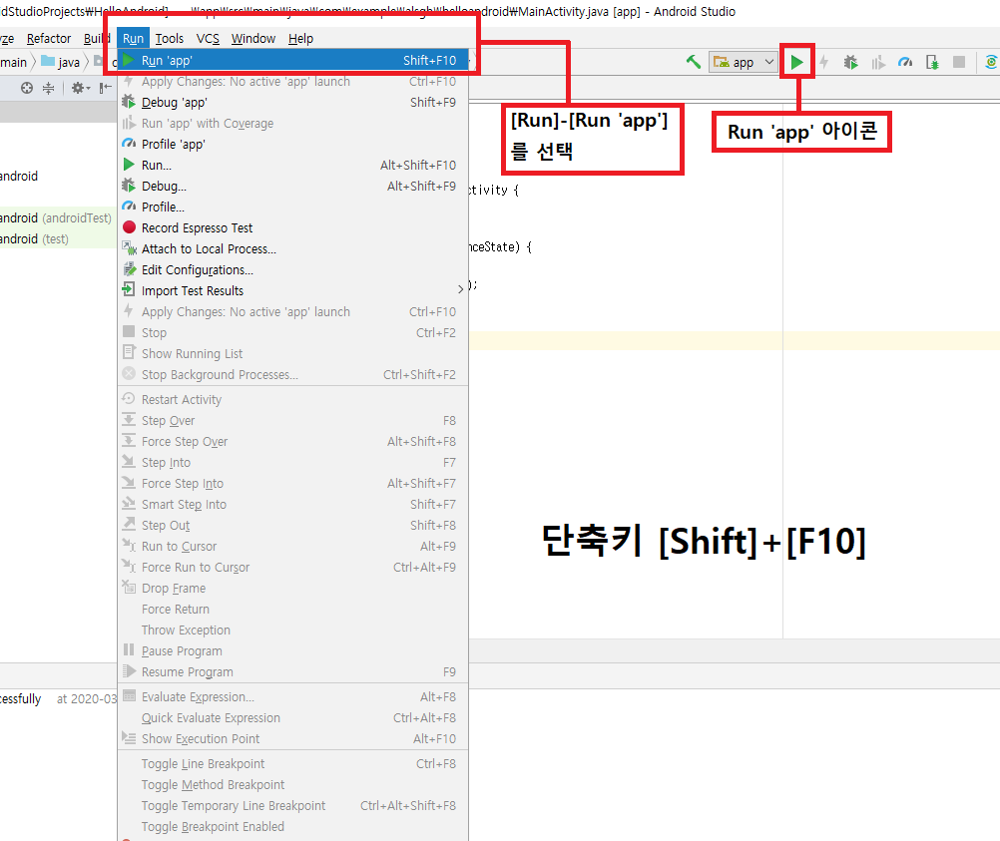 idStudioProjects₩HelloAndroid] - ...₩app₩src₩main₩java₩com₩example₩alsgh₩helloandroid₩MainActivity.java [app] - Android Studio
yze Refactor Build Run Tools VCS Window Help
main java app
Run 'app' Shift+F10
Apply Changes: No active 'app' launch Ctrl+F10
Debug 'app' Shift+F9
Run 'app' with Coverage
Profile 'app'
Run... Alt+Shift+F10
Debug... Alt+Shift+F9
Profile...
Record Espresso Test
Attach to Local Process...
Edit Configurations...
Import Test Results
Apply Changes: No active 'app' launch Ctrl+F10
Stop Ctrl+F2
Show Running List
Stop Background Processes... Ctrl+Shift+F2
Restart Activity
Step Over F8
Force Step Over Alt+Shift+F8
Step Into F7
Force Step Into Alt+Shift+F7
Smart Step Into Shift+F7
Step Out Shift+F8
Run to Cursor Alt+F9
Force Run to Cursor Ctrl+Alt+F9
Drop Frame
Force Return
Throw Exception
Pause Program
Resume Program F9
Evaluate Expression... Alt+F8
Quick Evaluate Expression Ctrl+Alt+F8
Show Execution Point Alt+F10
Toggle Line Breakpoint Ctrl+F8
Toggle Method Breakpoint
Toggle Temporary Line Breakpoint Ctrl+Alt+Shift+F8
Toggle Breakpoint Enabled
android
android (androidTest)
android (test)
cessfully at 2020-03
[Run]-[Run 'app']
를 선택
Run 'app' 아이콘
ctivity {
nceState) {
);
단축키 [Shift]+[F10]